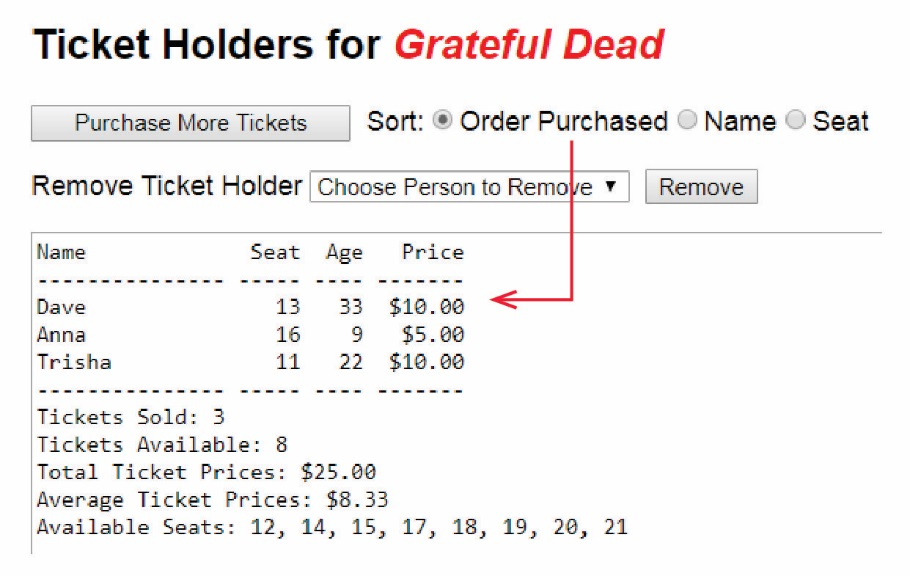 Ticket Holders for Grateful Dead
Purchase More Tickets Sort: Order Purchased Name Seat
Remove Ticket Holder Choose Person to Remove ▼ Remove
Name Seat Age Price
--------------- ----- ---- -------
Dave 13 33 $10.00
Anna 16 9 $5.00
Trisha 11 22 $10.00
--------------- ----- ---- -------
Tickets Sold: 3
Tickets Available: 8
Total Ticket Prices: $25.00
Average Ticket Prices: $8.33
Available Seats: 12, 14, 15, 17, 18, 19, 20, 21